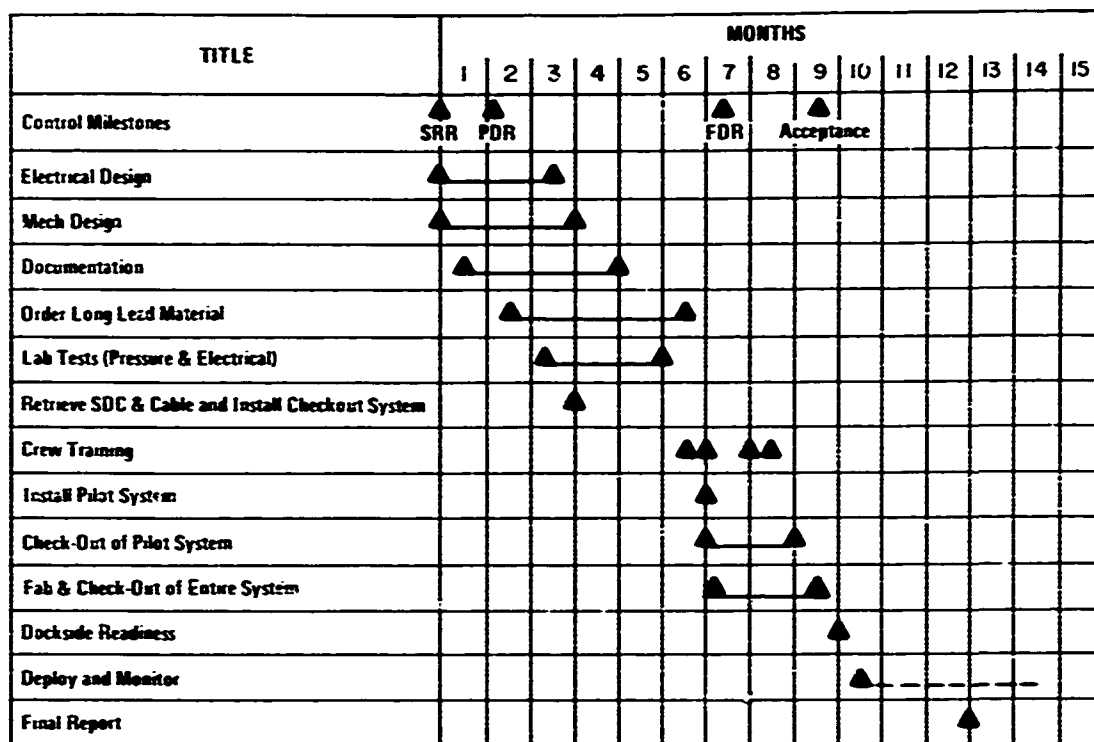 TITLE
MONTHS
1 2 3 4 5 6 7 8 9 10 11 12 13 14 15
Control Milestones
SRR PDR FDR Acceptance
Electrical Design
Mech Design
Documentation
Order Long Lead Material
Lab Tests (Pressure & Electrical)
Retrieve SDC & Cable and Install Checkout System
Crew Training
Install Pilot System
Check-Out of Pilot System
Fab & Check-Out of Entire System
Dockside Readiness
Deploy and Monitor
Final Report